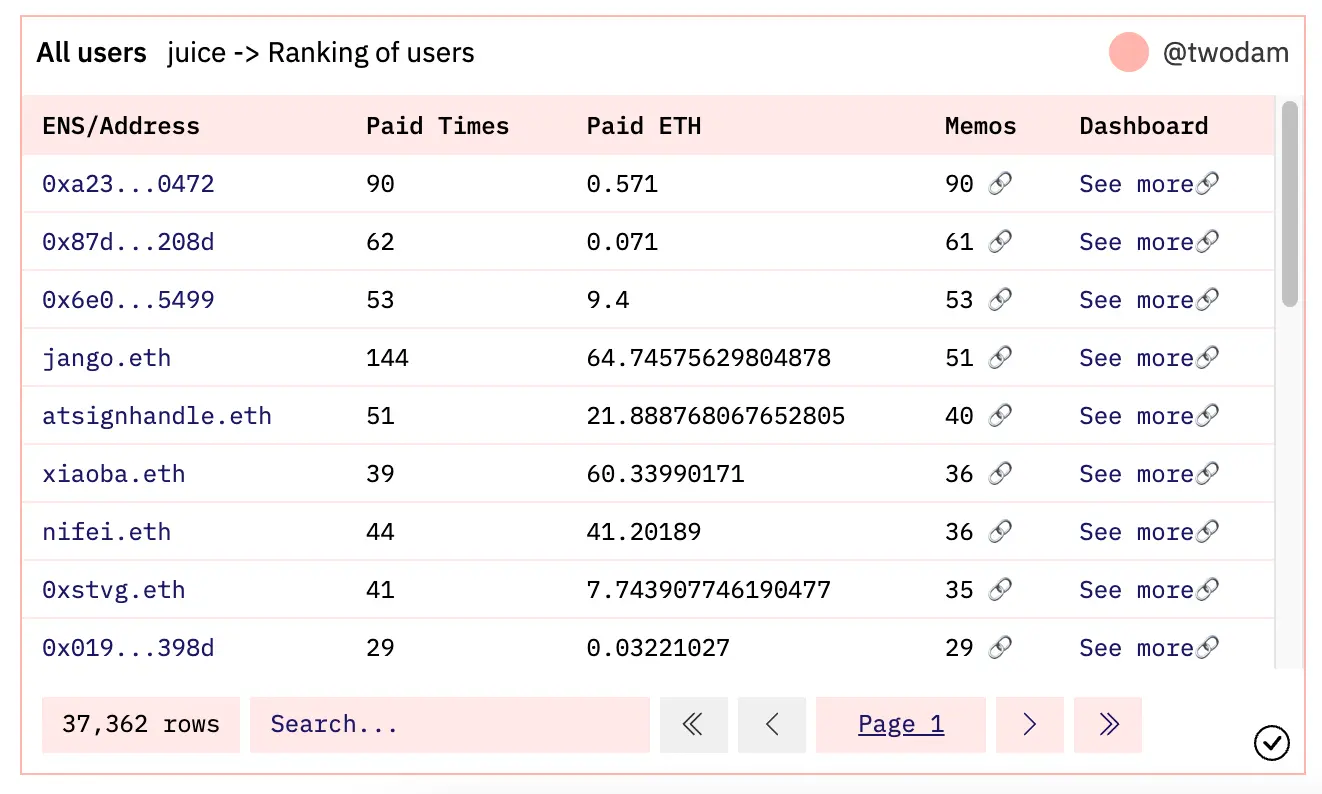 All users juice -> Ranking of users @twodam
ENS/Address Paid Times Paid ETH Memos Dashboard
0xa23...0472 90 0.571 90 See more
0x87d...208d 62 0.071 61 See more
0x6e0...5499 53 9.4 53 See more
jango.eth 144 64.74575629804878 51 See more
atsignhandle.eth 51 21.888768067652805 40 See more
xiaoba.eth 39 60.33990171 36 See more
nifei.eth 44 41.20189 36 See more
0xstvg.eth 41 7.743907746190477 35 See more
0x019...398d 29 0.03221027 29 See more
37,362 rows Search... Page 1